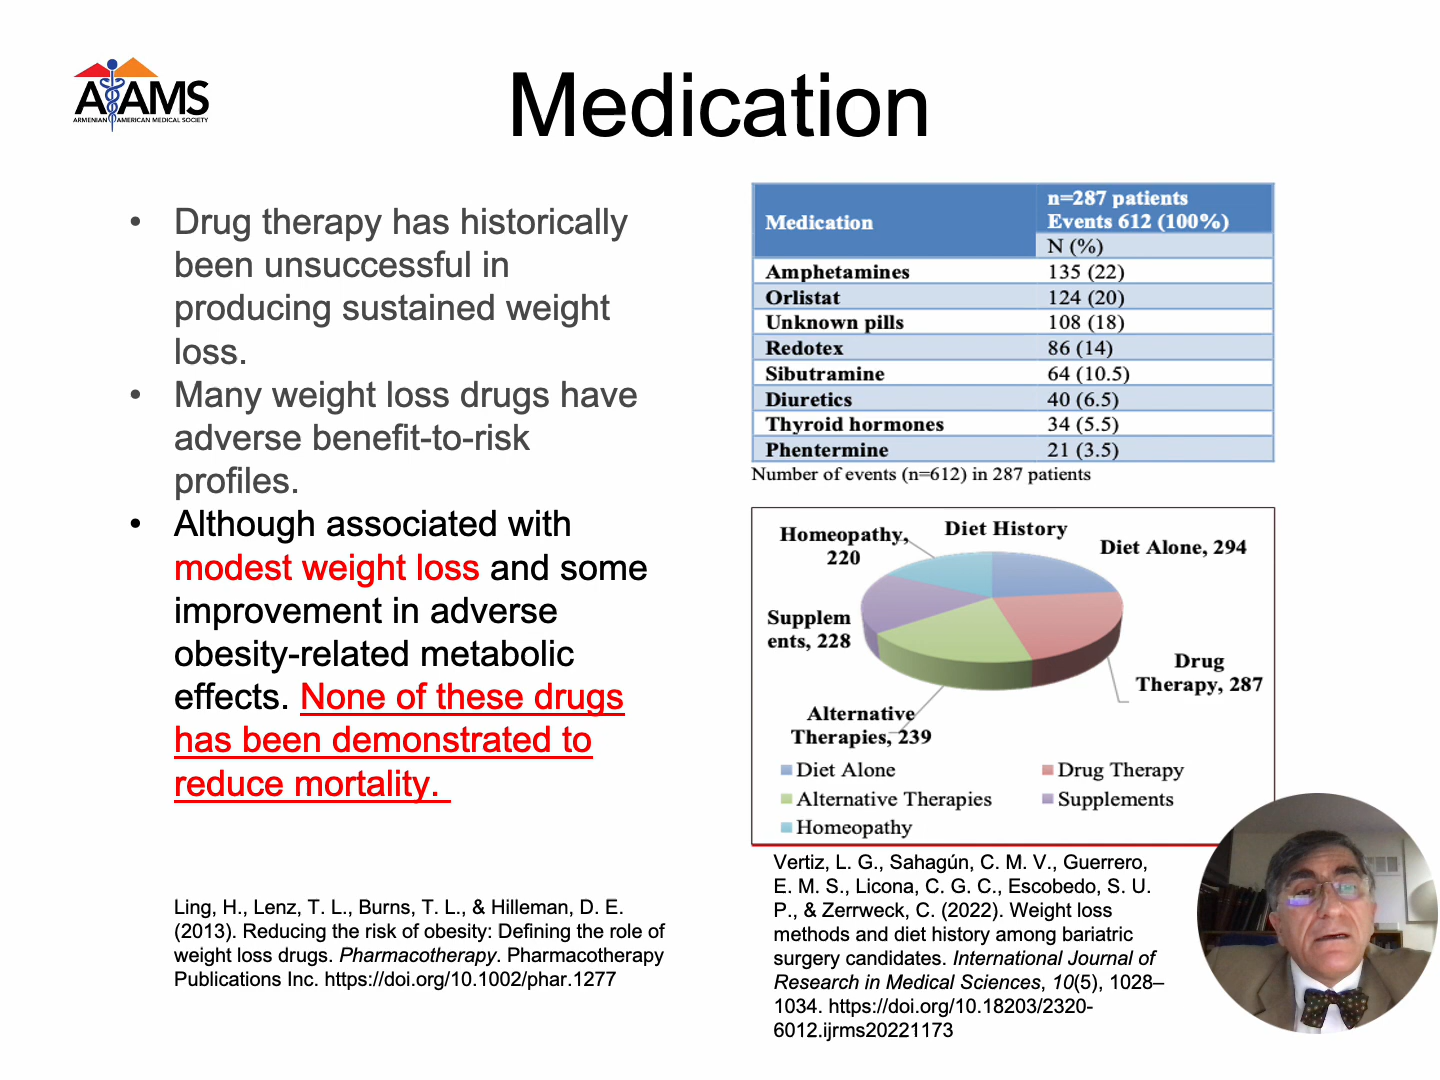 AAMS
ARMENIAN AMERICAN MEDICAL SOCIETY
Medication
• Drug therapy has historically
been unsuccessful in
producing sustained weight
loss.
• Many weight loss drugs have
adverse benefit-to-risk
profiles.
• Although associated with
modest weight loss and some
improvement in adverse
obesity-related metabolic
effects. None of these drugs
has been demonstrated to
reduce mortality.
Ling, H., Lenz, T. L., Burns, T. L., & Hilleman, D. E.
(2013). Reducing the risk of obesity: Defining the role of
weight loss drugs. Pharmacotherapy. Pharmacotherapy
Publications Inc. https://doi.org/10.1002/phar.1277
Medication
n=287 patients
Events 612 (100%)
N (%)
Amphetamines 135 (22)
Orlistat 124 (20)
Unknown pills 108 (18)
Redotex 86 (14)
Sibutramine 64 (10.5)
Diuretics 40 (6.5)
Thyroid hormones 34 (5.5)
Phentermine 21 (3.5)
Number of events (n=612) in 287 patients
Diet History
Homeopathy,
220
Diet Alone, 294
Supplem
ents, 228
Drug
Therapy, 287
Alternative
Therapies, 239
Diet Alone
Drug Therapy
Alternative Therapies
Supplements
Homeopathy
Vertiz, L. G., Sahagún, C. M. V., Guerrero,
E. M. S., Licona, C. G. C., Escobedo, S. U.
P., & Zerrweck, C. (2022). Weight loss
methods and diet history among bariatric
surgery candidates. International Journal of
Research in Medical Sciences, 10(5), 1028–
1034. https://doi.org/10.18203/2320-
6012.ijrms20221173